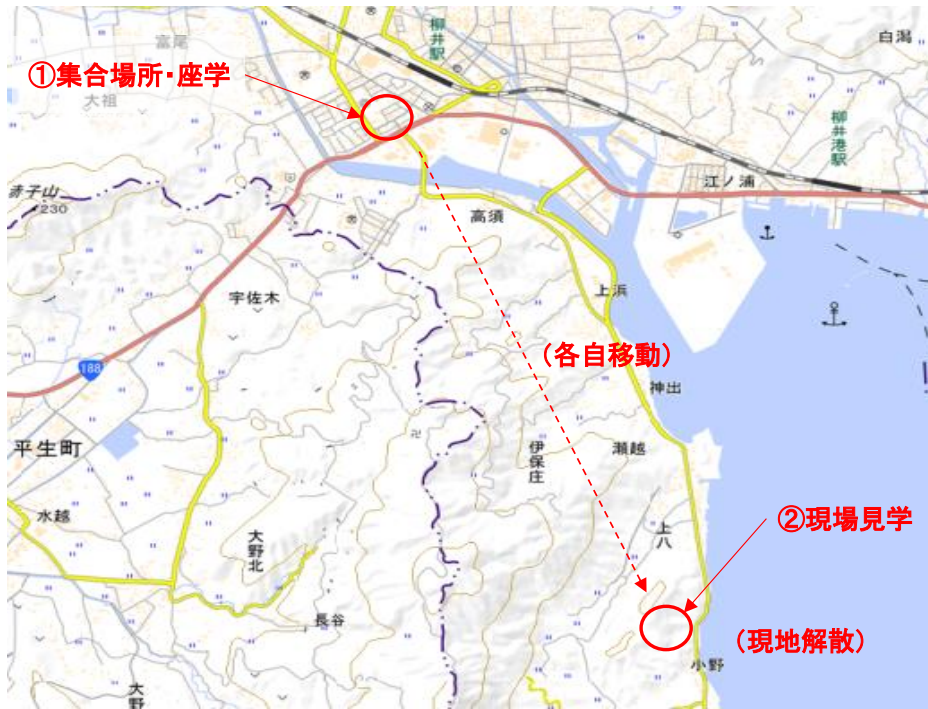 富尾
柳井駅
白潟
①集合場所・座学
大祖
柳井港駅
赤子山
230
江ノ浦
高須
宇佐木
上浜
(各自移動)
188
神出
平生町
伊保庄
瀬越
②現場見学
水越
上八
大野北
長谷
(現地解散)
小野
大野